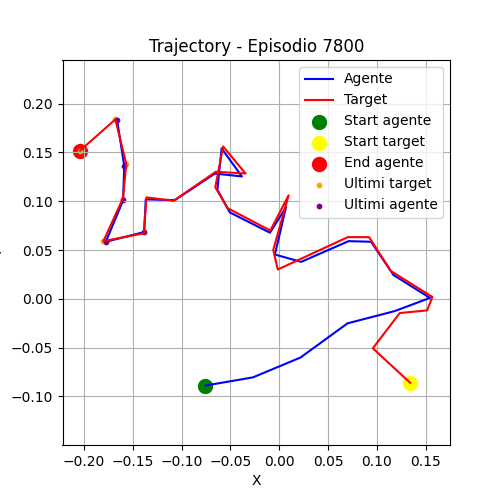 Trajectory - Episodio 7800
Agente
Target
Start agente
Start target
End agente
Ultimi target
Ultimi agente
0.20
0.15
0.10
0.05
0.00
−0.05
−0.10
−0.20 −0.15 −0.10 −0.05 0.00 0.05 0.10 0.15
X